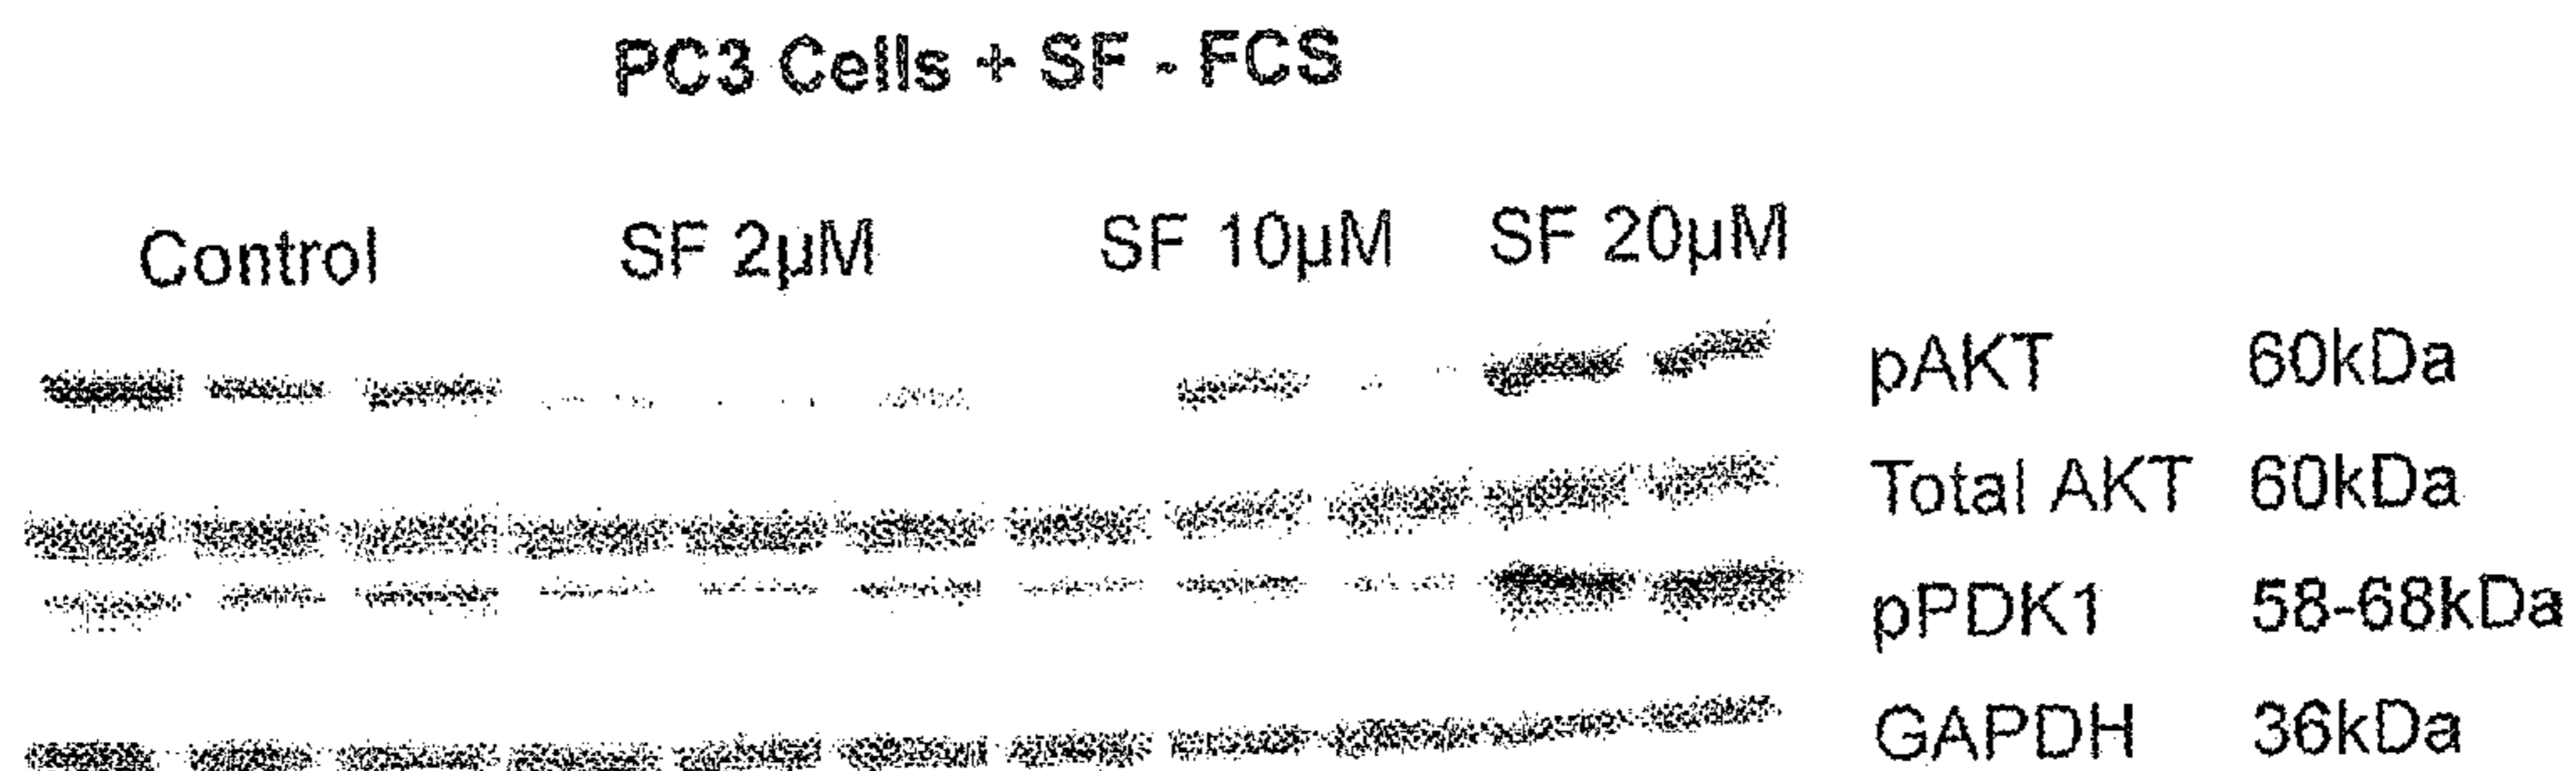 PC3 Cells + SF - FCS
Control SF 2µM SF 10µM SF 20µM
pAKT 60kDa
Total AKT 60kDa
pPDK1 58-68kDa
GAPDH 36kDa